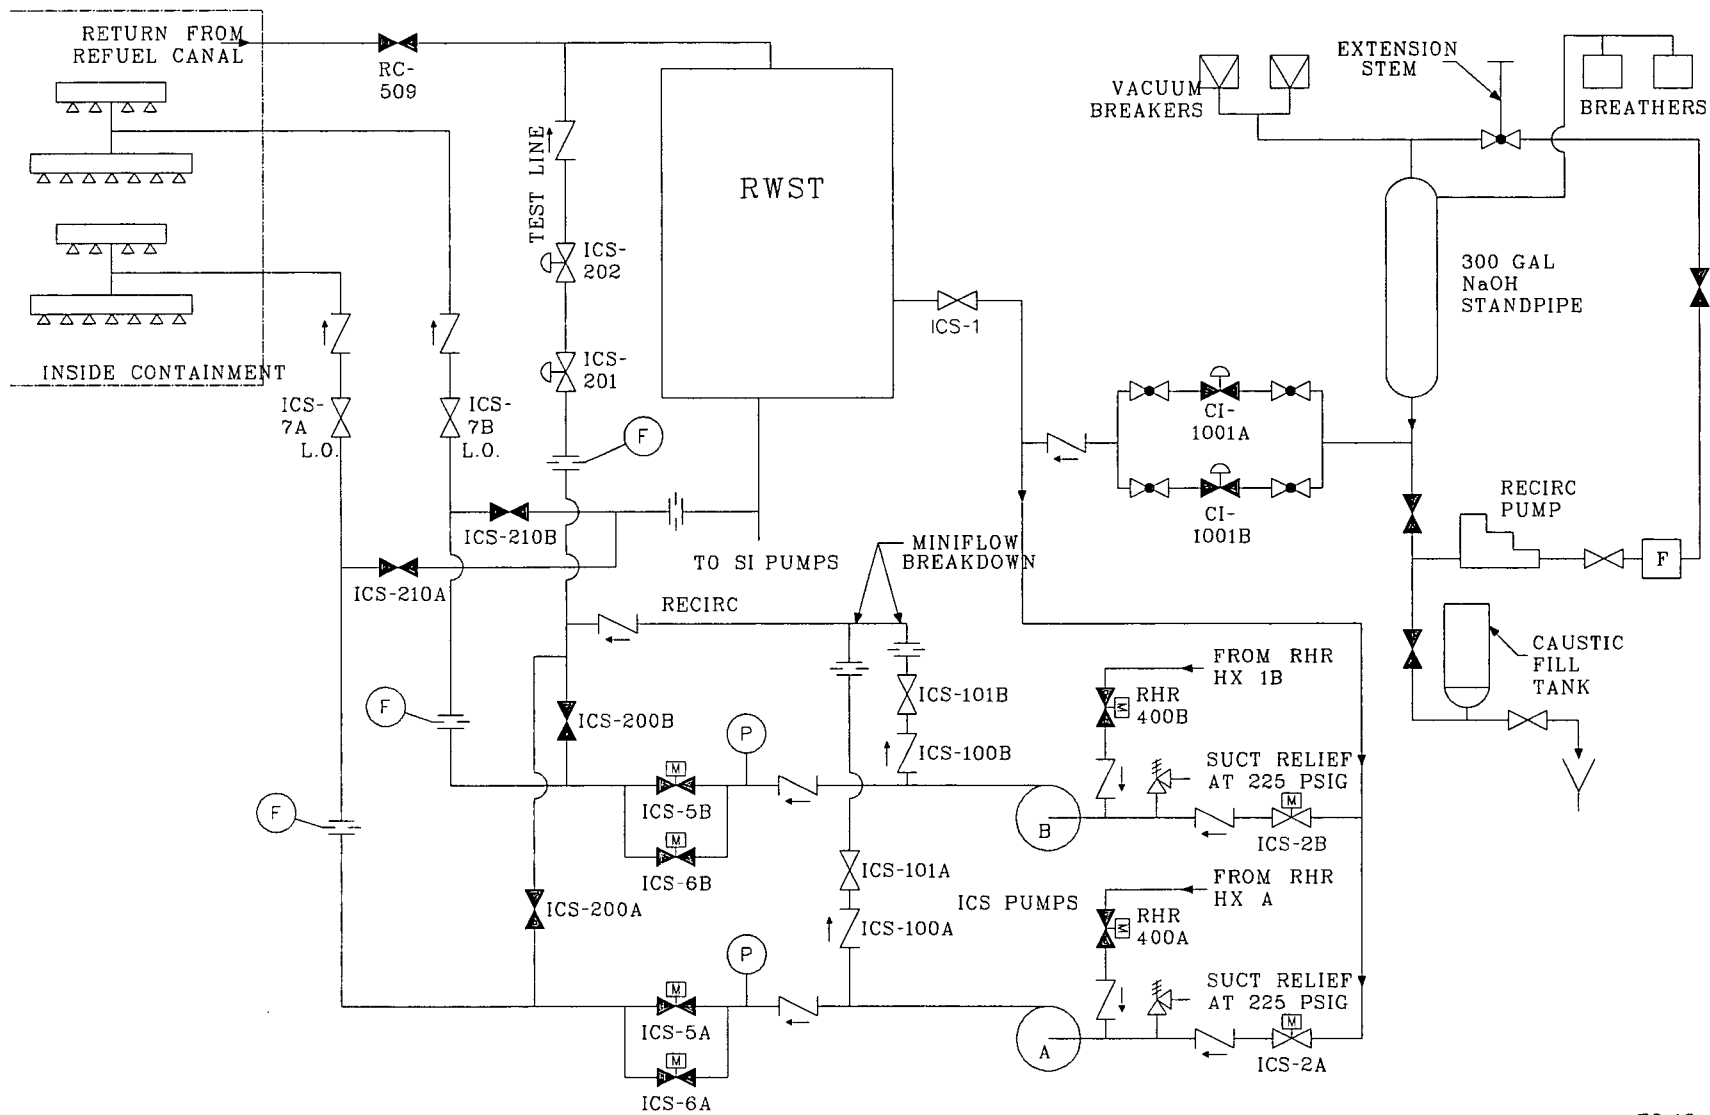 RETURN FROM
REFUEL CANAL
RC-
509
INSIDE CONTAINMENT
TEST LINE
ICS-
202
ICS-
201
RWST
ICS-1
VACUUM
BREAKERS
EXTENSION
STEM
BREATHERS
300 GAL
NaOH
STANDPIPE
ICS-
7A
L.O.
ICS-
7B
L.O.
F
CI-
1001A
CI-
1001B
ICS-210B
ICS-210A
TO SI PUMPS
MINIFLOW
BREAKDOWN
RECIRC
PUMP
F
CAUSTIC
FILL
TANK
RECIRC
ICS-101B
ICS-100B
FROM RHR
HX 1B
RHR
400B
M
SUCT RELIEF
AT 225 PSIG
F
ICS-200B
P
M
ICS-5B
M
ICS-6B
B
M
ICS-2B
F
ICS-200A
ICS-101A
ICS-100A
ICS PUMPS
FROM RHR
HX A
RHR
400A
M
SUCT RELIEF
AT 225 PSIG
P
M
ICS-5A
M
ICS-6A
A
M
ICS-2A